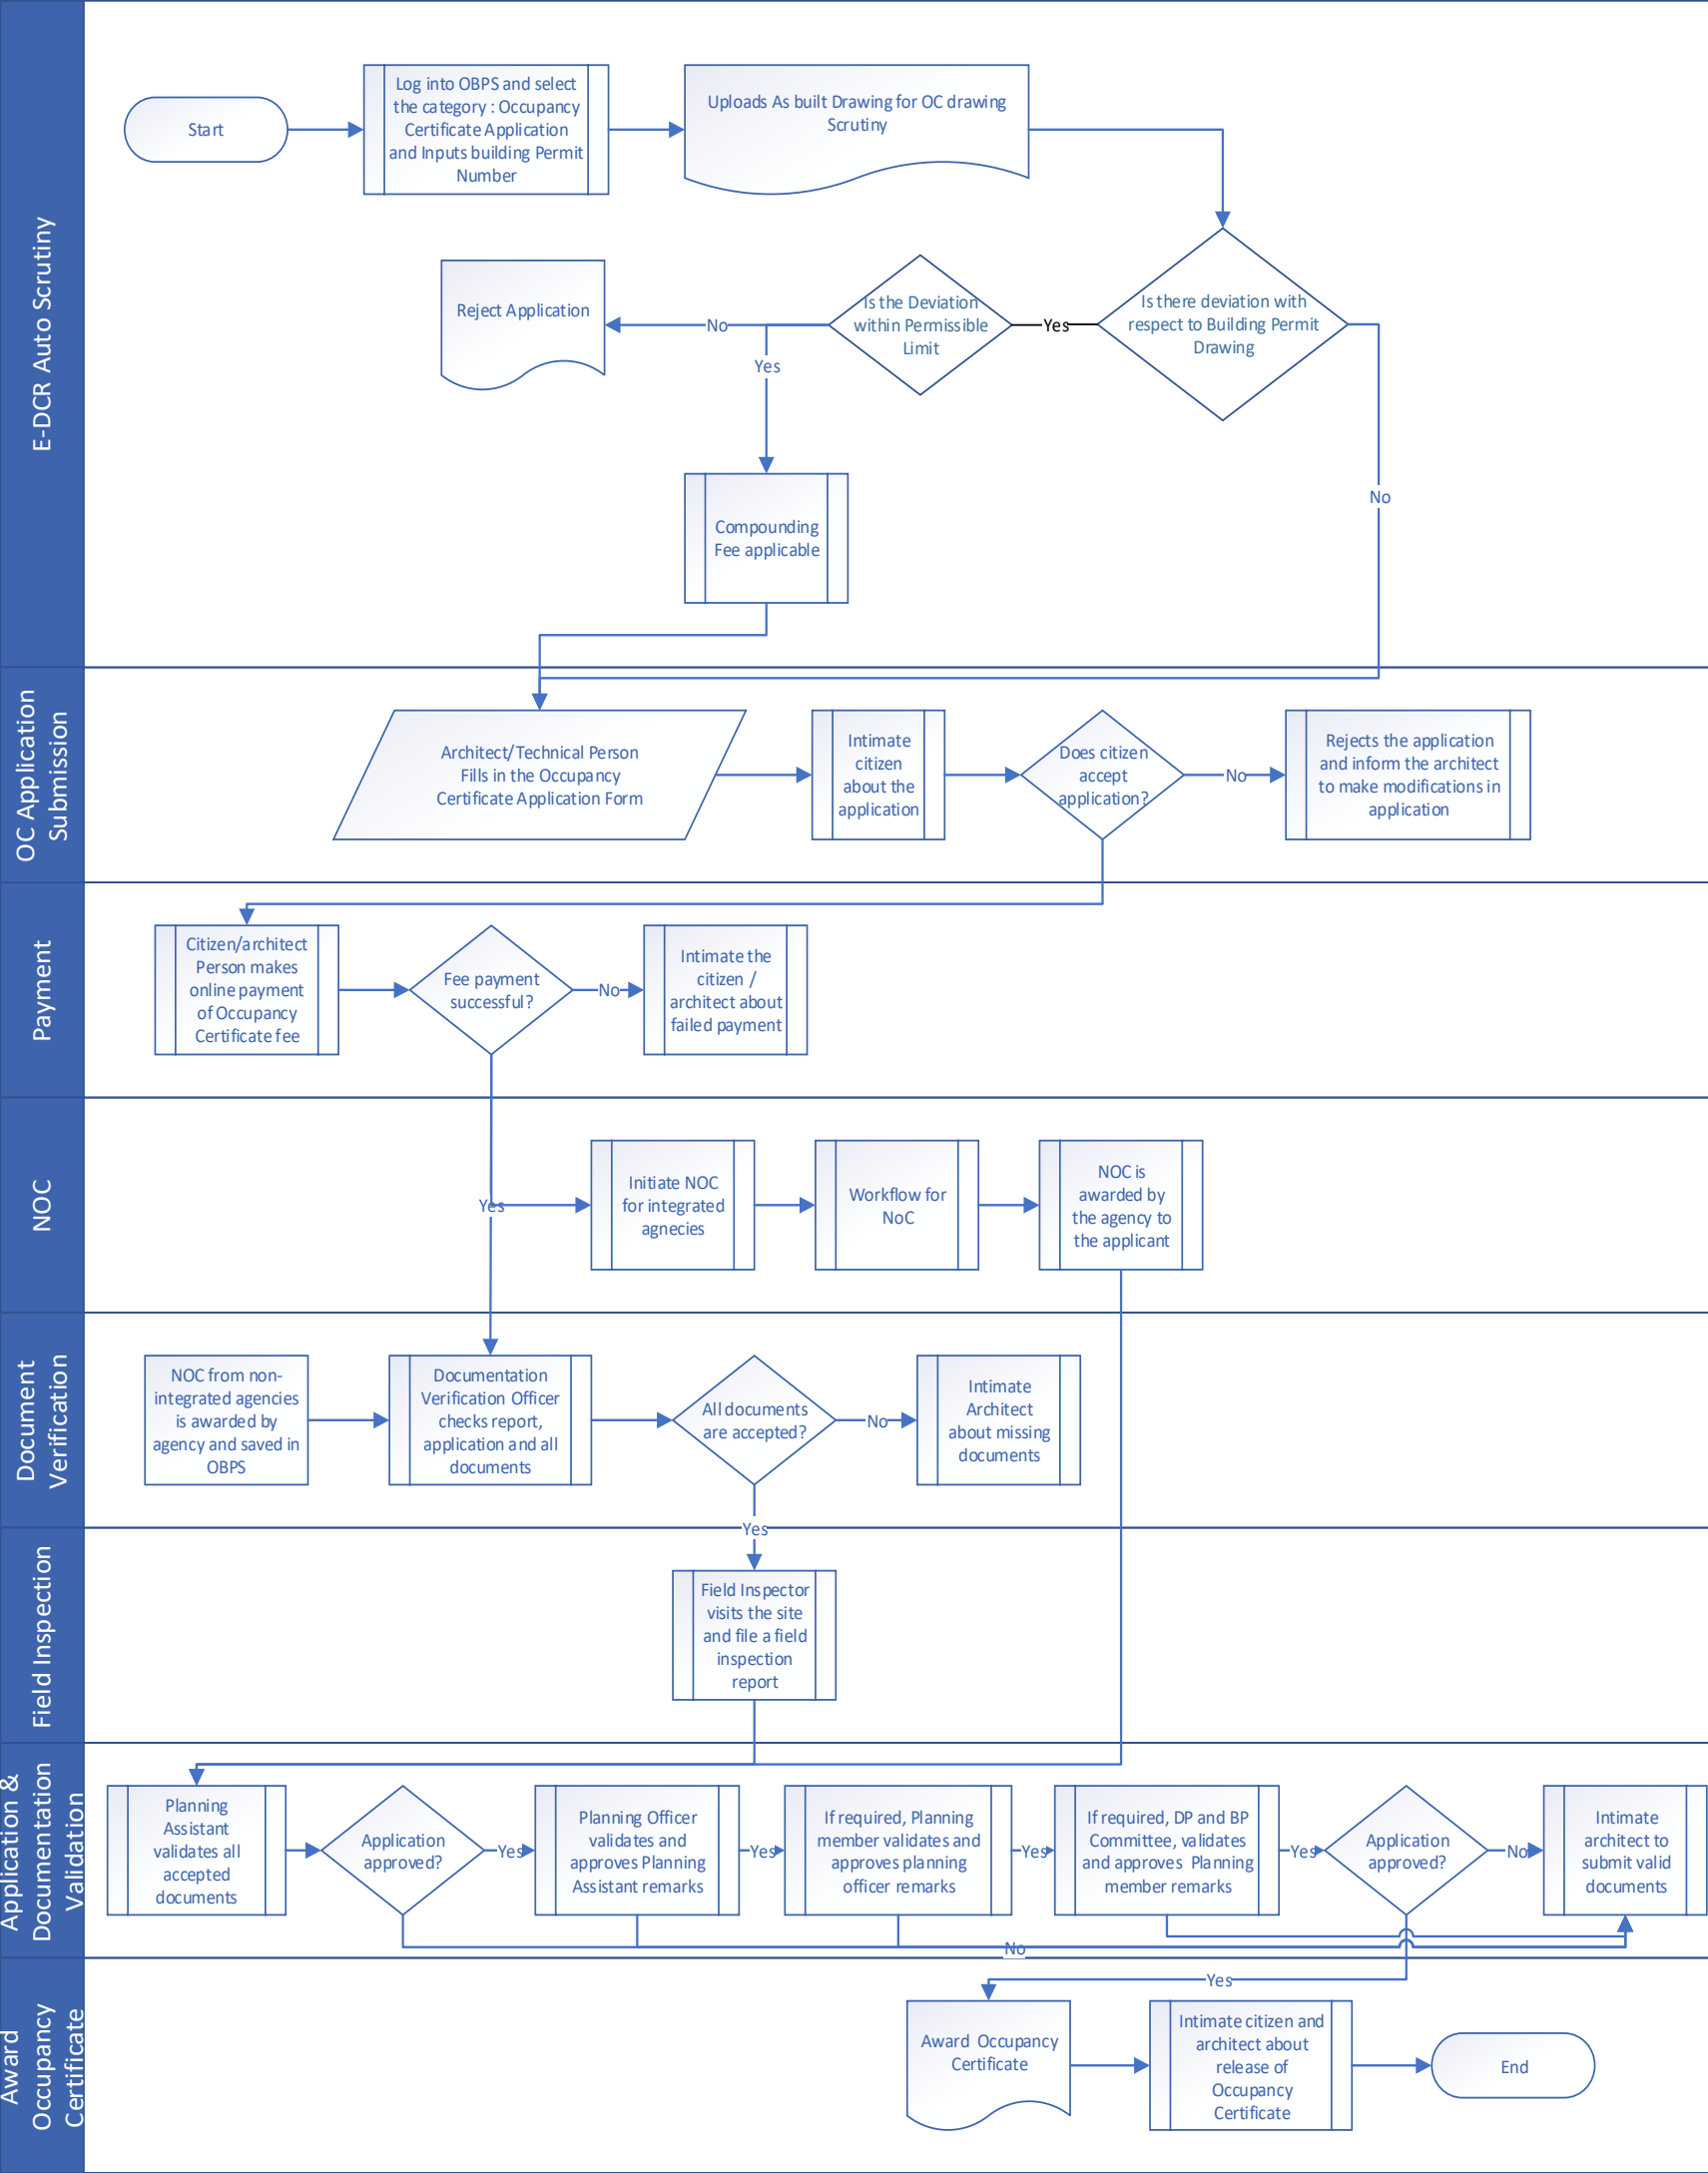 E-DCR Auto Scrutiny
Start
Log into OBPS and select
the category : Occupancy
Certificate Application
and Inputs building Permit
Number
Uploads As built Drawing for OC drawing
Scrutiny
Reject Application
No
Yes
Is the Deviation
within Permissible
Limit
Yes
Is there deviation with
respect to Building Permit
Drawing
No
Compounding
Fee applicable
OC Application
Submission
Architect/Technical Person
Fills in the Occupancy
Certificate Application Form
Intimate
citizen
about the
application
Does citizen
accept
application?
No
Rejects the application
and inform the architect
to make modifications in
application
Payment
Citizen/architect
Person makes
online payment
of Occupancy
Certificate fee
Fee payment
successful?
No
Intimate the
citizen /
architect about
failed payment
NOC
Yes
Initiate NOC
for integrated
agnecies
Workflow for
NoC
NOC is
awarded by
the agency to
the applicant
Document
Verification
NOC from non-
integrated agencies
is awarded by
agency and saved in
OBPS
Documentation
Verification Officer
checks report,
application and all
documents
All documents
are accepted?
No
Intimate
Architect
about missing
documents
Yes
Field Inspection
Field Inspector
visits the site
and file a field
inspection
report
Application &
Documentation
Validation
Planning
Assistant
validates all
accepted
documents
Application
approved?
Yes
Planning Officer
validates and
approves Planning
Assistant remarks
Yes
If required, Planning
member validates and
approves planning
officer remarks
Yes
If required, DP and BP
Committee, validates
and approves  Planning
member remarks
Yes
Application
approved?
No
Intimate
architect to
submit valid
documents
No
Yes
Award
Occupancy
Certificate
Award  Occupancy
Certificate
Intimate citizen and
architect about
release of
Occupancy
Certificate
End